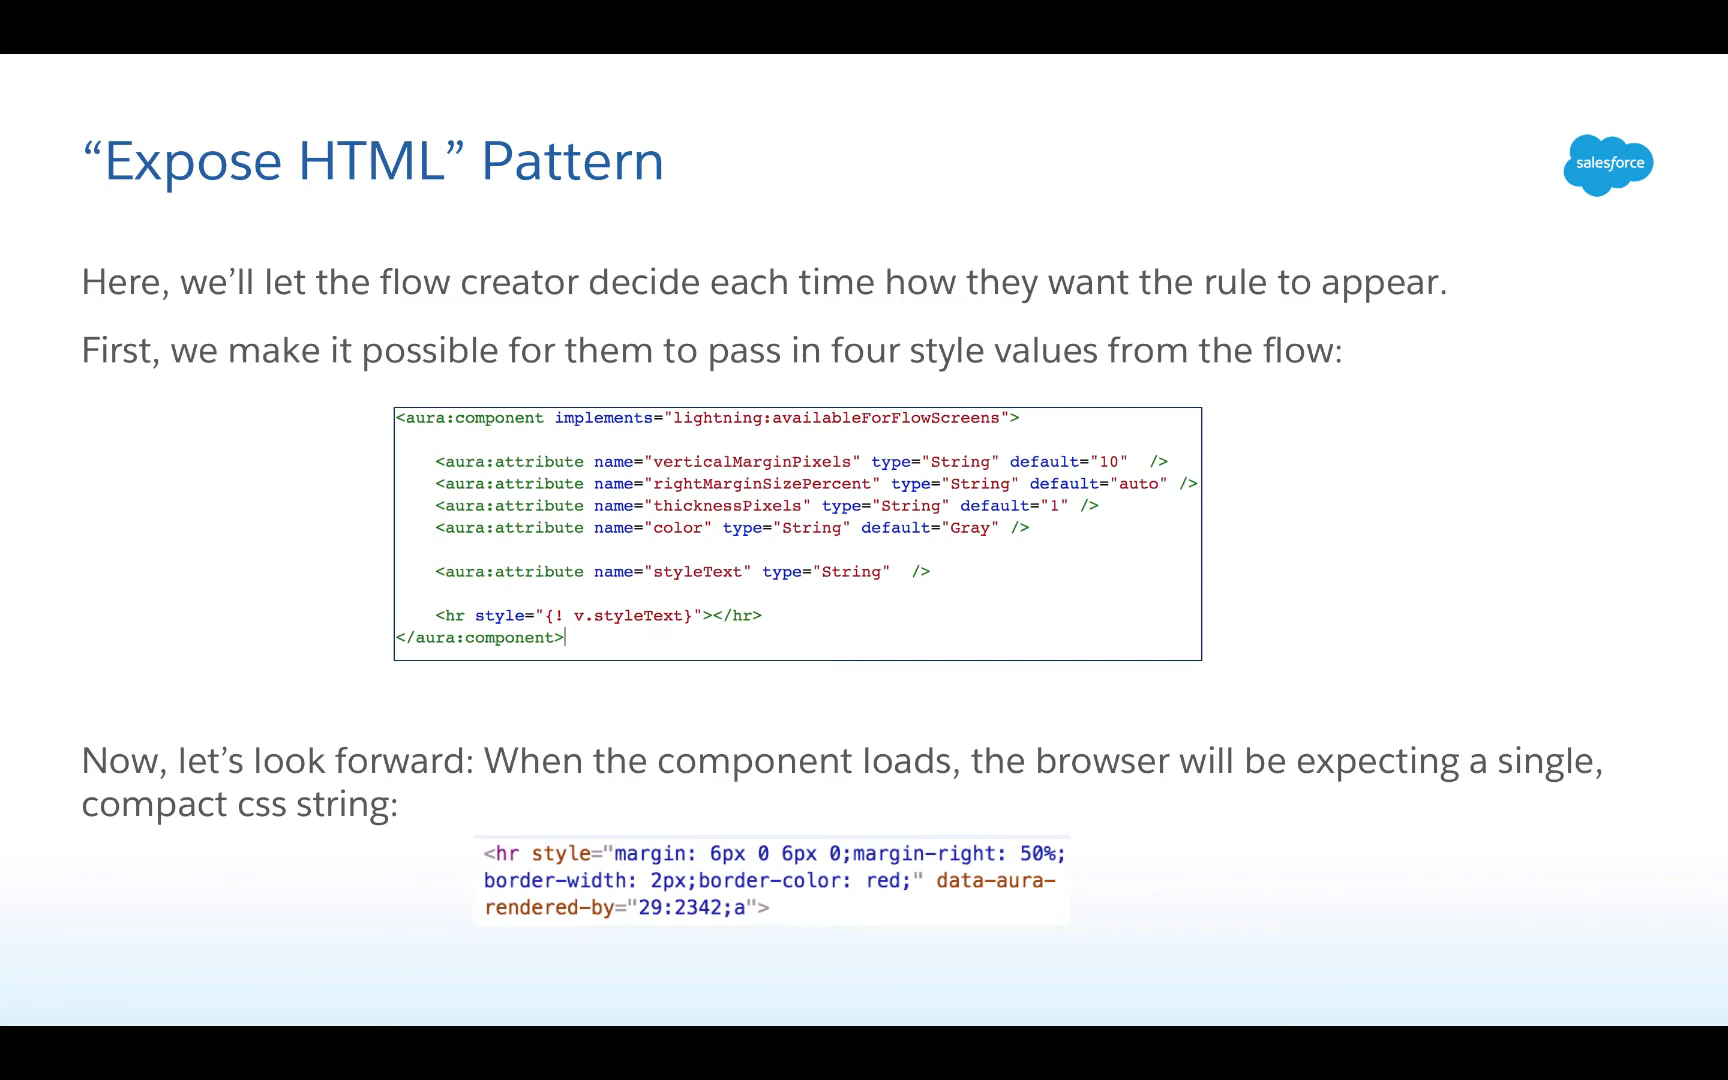 “Expose HTML” Pattern
salesforce
Here, we’ll let the flow creator decide each time how they want the rule to appear.
First, we make it possible for them to pass in four style values from the flow:
<aura:component implements="lightning:availableForFlowScreens">
<aura:attribute name="verticalMarginPixels" type="String" default="10"  />
<aura:attribute name="rightMarginSizePercent" type="String" default="auto" />
<aura:attribute name="thicknessPixels" type="String" default="1" />
<aura:attribute name="color" type="String" default="Gray" />
<aura:attribute name="styleText" type="String"  />
<hr style="{! v.styleText}"></hr>
</aura:component>
Now, let’s look forward: When the component loads, the browser will be expecting a single,
compact css string:
<hr style="margin: 6px 0 6px 0;margin-right: 50%;
border-width: 2px;border-color: red;" data-aura-
rendered-by="29:2342;a">